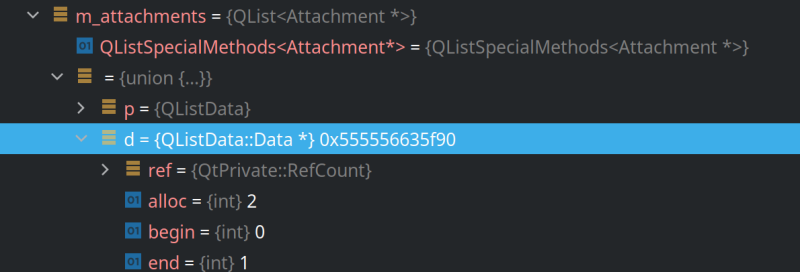 m_attachments = {QList<Attachment *>}
QListSpecialMethods<Attachment*> = {QListSpecialMethods<Attachment *>}
= {union {...}}
p = {QListData}
d = {QListData::Data *} 0x555556635f90
ref = {QtPrivate::RefCount}
01 alloc = {int} 2
01 begin = {int} 0
01 end = {int} 1